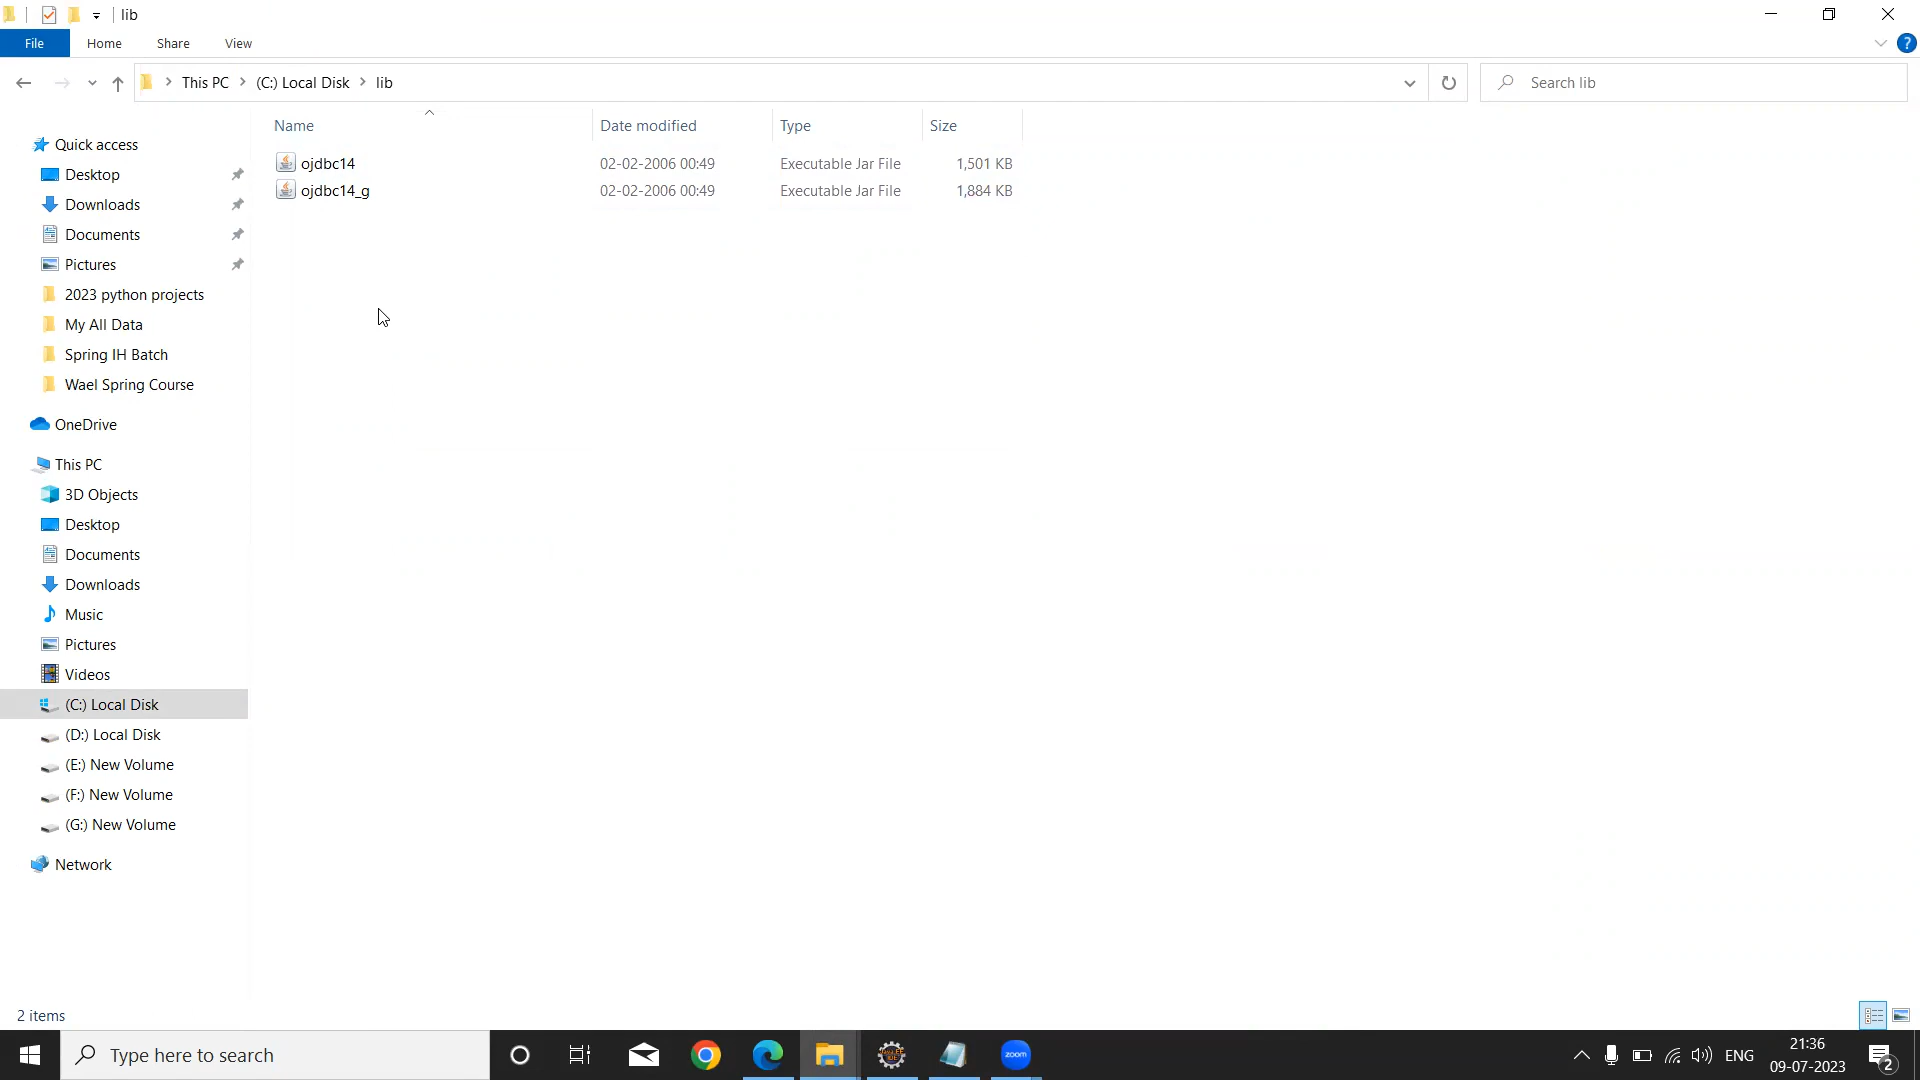 lib
File Home Share View
This PC (C:) Local Disk lib
Search lib
Name Date modified Type Size
ojdbc14 02-02-2006 00:49 Executable Jar File 1,501 KB
ojdbc14_g 02-02-2006 00:49 Executable Jar File 1,884 KB
Quick access
Desktop
Downloads
Documents
Pictures
2023 python projects
My All Data
Spring IH Batch
Wael Spring Course
OneDrive
This PC
3D Objects
Desktop
Documents
Downloads
Music
Pictures
Videos
(C:) Local Disk
(D:) Local Disk
(E:) New Volume
(F:) New Volume
(G:) New Volume
Network
2 items
Type here to search
zoom
ENG
21:36
09-07-2023
2